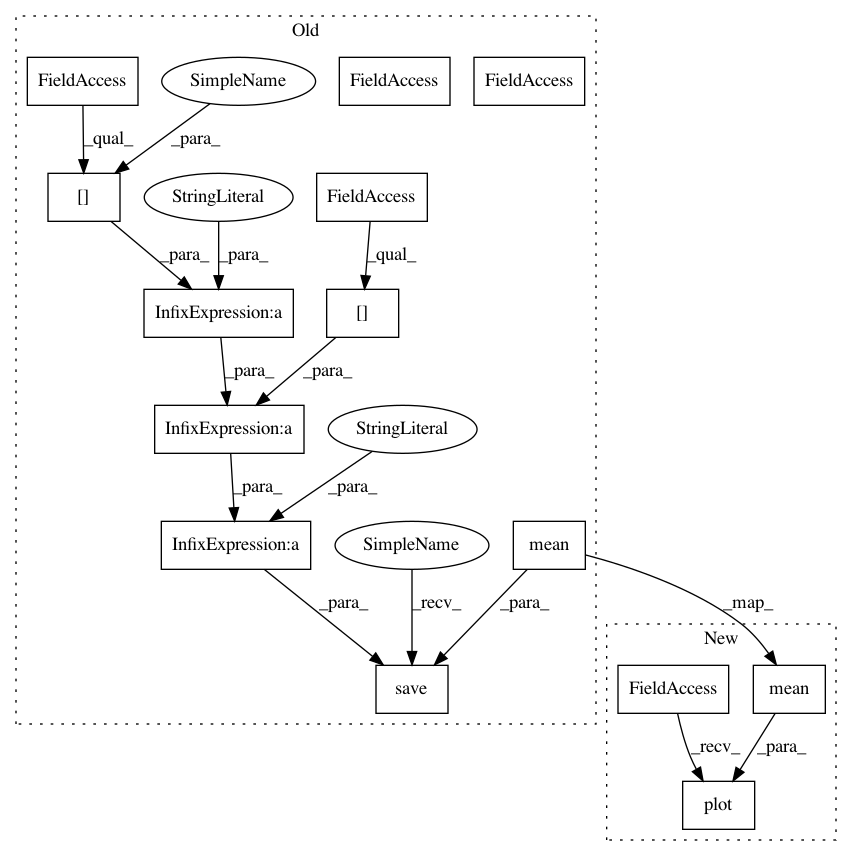 Old
FieldAccess
SimpleName
FieldAccess
FieldAccess
_qual_
_para_
[]
StringLiteral
FieldAccess
_para_
_para_
_qual_
InfixExpression:a
[]
_para_
_para_
InfixExpression:a
StringLiteral
_para_
_para_
InfixExpression:a
SimpleName
mean
_para_
_recv_
_para_
_map_
New
save
FieldAccess
mean
_recv_
_para_
plot